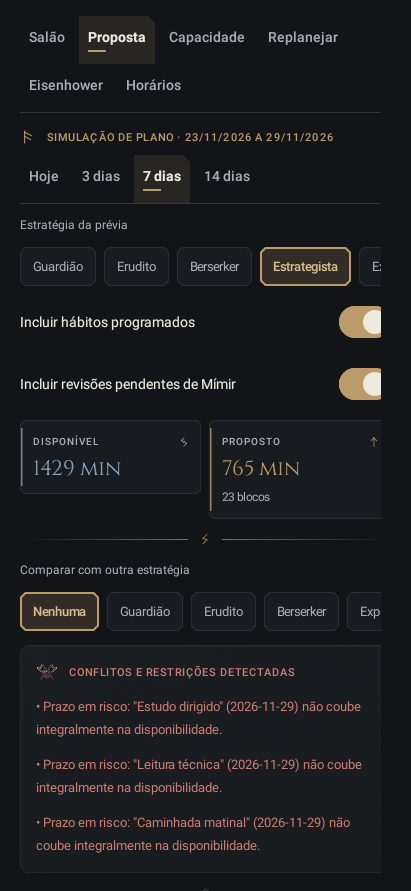 Salão Proposta Capacidade Replanejar
Eisenhower Horários
SIMULAÇÃO DE PLANO · 23/11/2026 A 29/11/2026
Hoje 3 dias 7 dias 14 dias
Estratégia da prévia
Guardião Erudito Berserker Estrategista Ex
Incluir hábitos programados
Incluir revisões pendentes de Mímir
DISPONÍVEL PROPOSTO
1429 MIN 765 MIN
23 blocos
Comparar com outra estratégia
Nenhuma Guardião Erudito Berserker Exp
CONFLITOS E RESTRIÇÕES DETECTADAS
• Prazo em risco: "Estudo dirigido" (2026-11-29) não coube
integralmente na disponibilidade.
• Prazo em risco: "Leitura técnica" (2026-11-29) não coube
integralmente na disponibilidade.
• Prazo em risco: "Caminhada matinal" (2026-11-29) não
coube integralmente na disponibilidade.